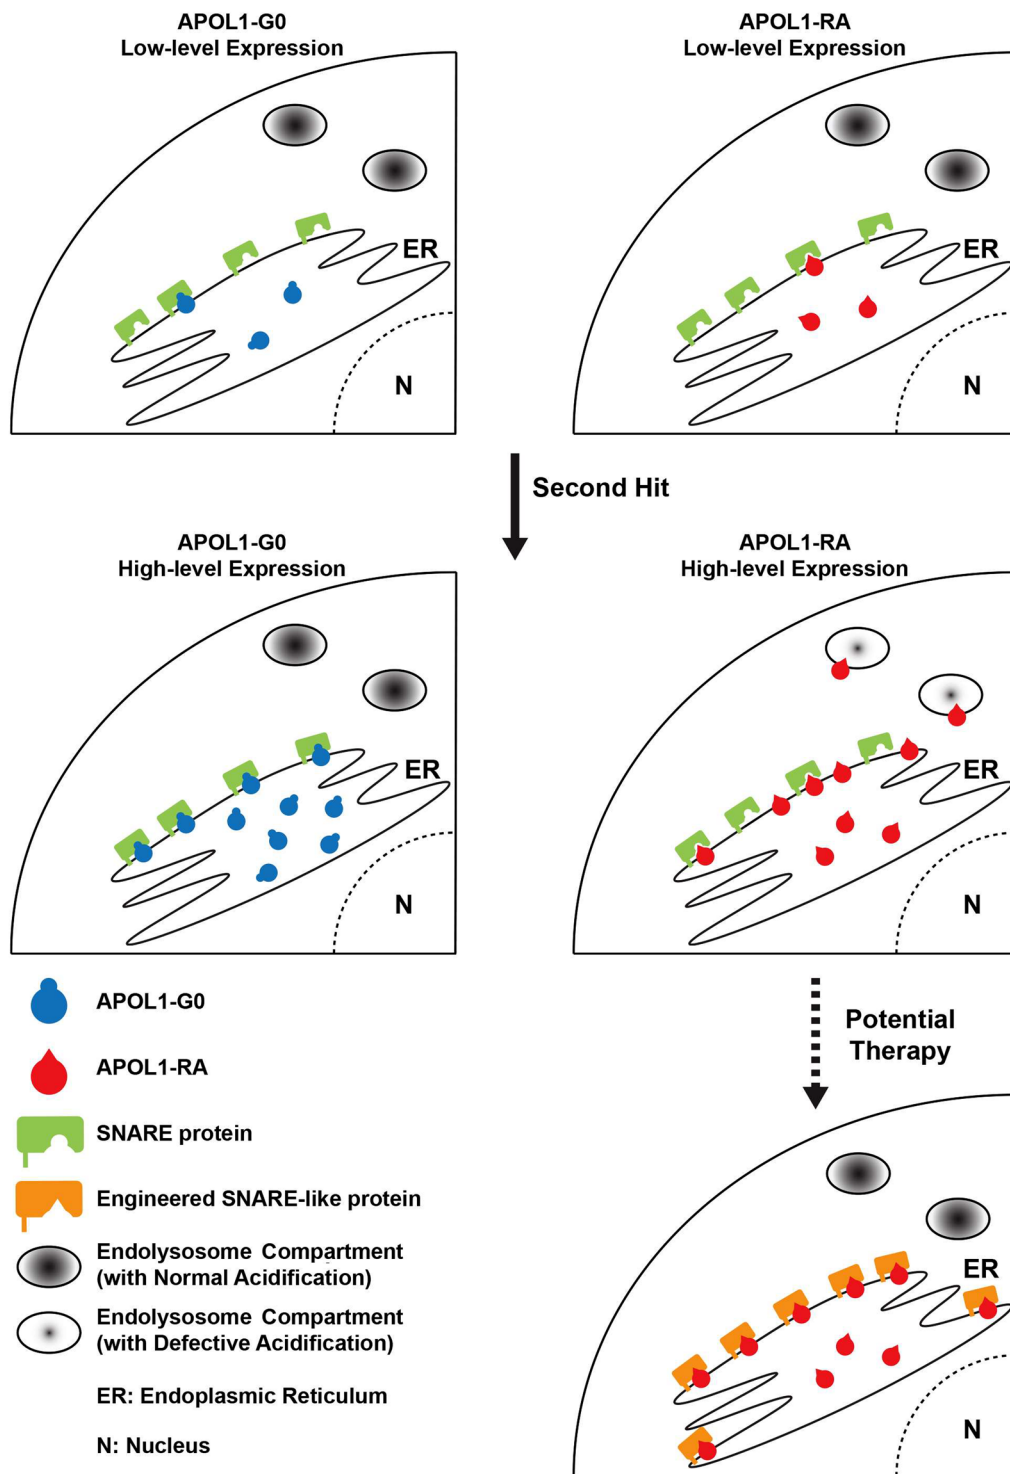 APOL1-G0
Low-level Expression
APOL1-RA
Low-level Expression
ER
N
ER
N
Second Hit
APOL1-G0
High-level Expression
APOL1-RA
High-level Expression
ER
N
ER
N
APOL1-G0
APOL1-RA
SNARE protein
Engineered SNARE-like protein
Endolysosome Compartment
(with Normal Acidification)
Endolysosome Compartment
(with Defective Acidification)
ER: Endoplasmic Reticulum
N: Nucleus
Potential
Therapy
ER
N